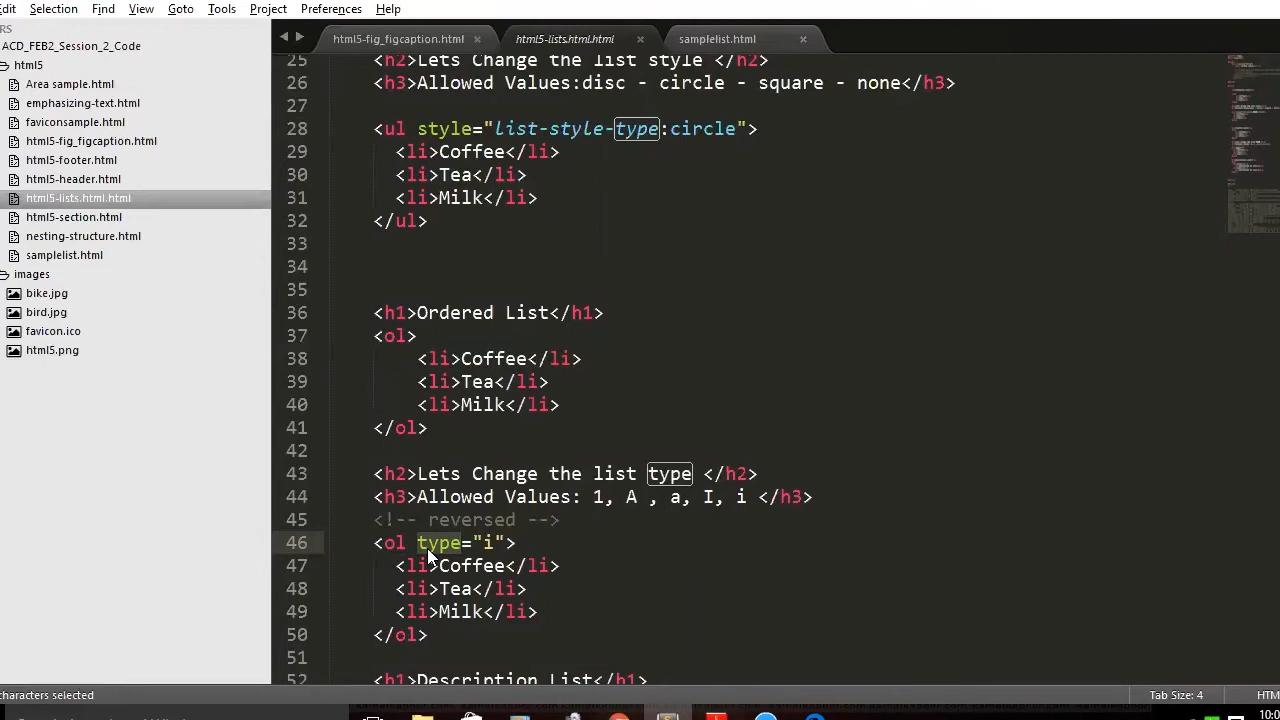 dit Selection Find View Goto Tools Project Preferences Help
RS
ACD_FEB2_Session_2_Code
html5
Area sample.html
emphasizing-text.html
faviconsample.html
html5-fig_figcaption.html
html5-footer.html
html5-header.html
html5-lists.html.html
html5-section.html
nesting-structure.html
samplelist.html
images
bike.jpg
bird.jpg
favicon.ico
html5.png
html5-fig_figcaption.html × html5-lists.html.html × samplelist.html ×
25 <h2>Lets Change the list style </h2>
26 <h3>Allowed Values:disc - circle - square - none</h3>
27
28 <ul style="list-style-type:circle">
29 <li>Coffee</li>
30 <li>Tea</li>
31 <li>Milk</li>
32 </ul>
33
34
35
36 <h1>Ordered List</h1>
37 <ol>
38 <li>Coffee</li>
39 <li>Tea</li>
40 <li>Milk</li>
41 </ol>
42
43 <h2>Lets Change the list type </h2>
44 <h3>Allowed Values: 1, A , a, I, i </h3>
45 <!-- reversed -->
46 <ol type="i">
47 <li>Coffee</li>
48 <li>Tea</li>
49 <li>Milk</li>
50 </ol>
51
52 <h1>Description List</h1>
characters selected Tab Size: 4 HTM
10:0